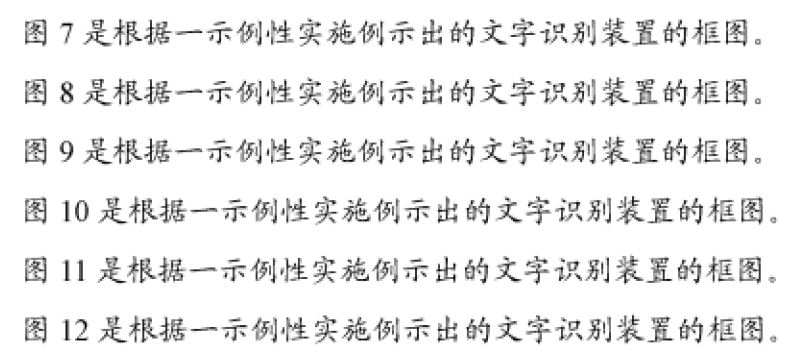 图 7 是根据一示例性实施例示出的文字识别装置的框图。
图 8 是根据一示例性实施例示出的文字识别装置的框图。
图 9 是根据一示例性实施例示出的文字识别装置的框图。
图 10 是根据一示例性实施例示出的文字识别装置的框图。
图 11 是根据一示例性实施例示出的文字识别装置的框图。
图 12 是根据一示例性实施例示出的文字识别装置的框图。